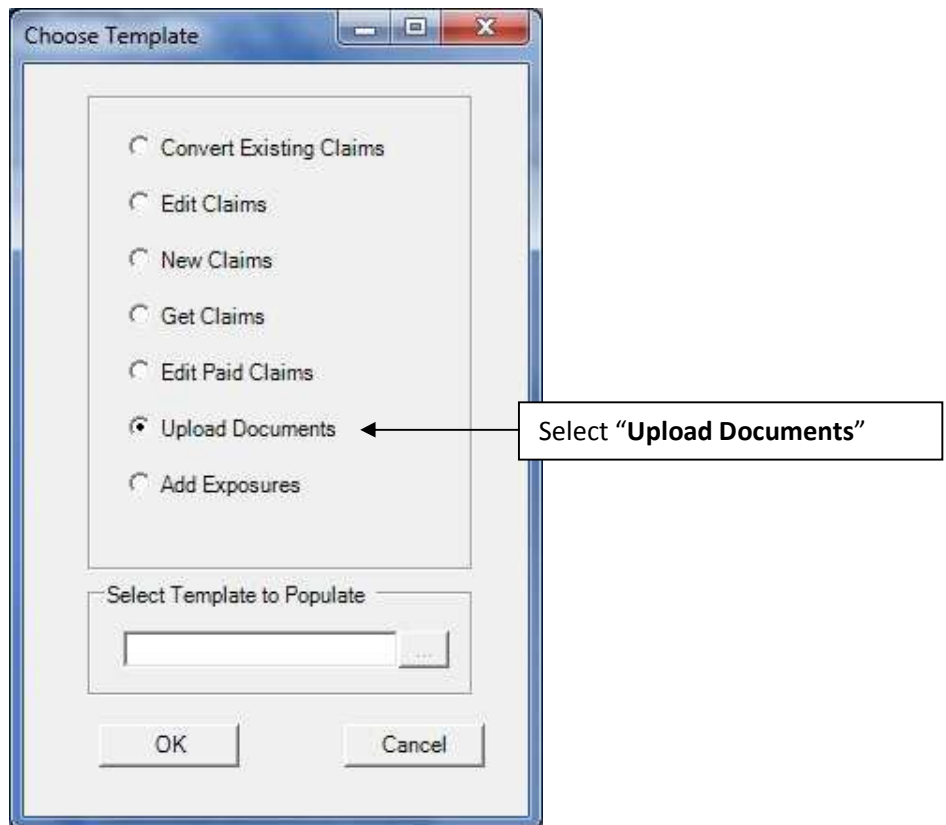 Choose Template
Convert Existing Claims
Edit Claims
New Claims
Get Claims
Edit Paid Claims
Upload Documents
Select “Upload Documents”
Add Exposures
Select Template to Populate
...
OK
Cancel